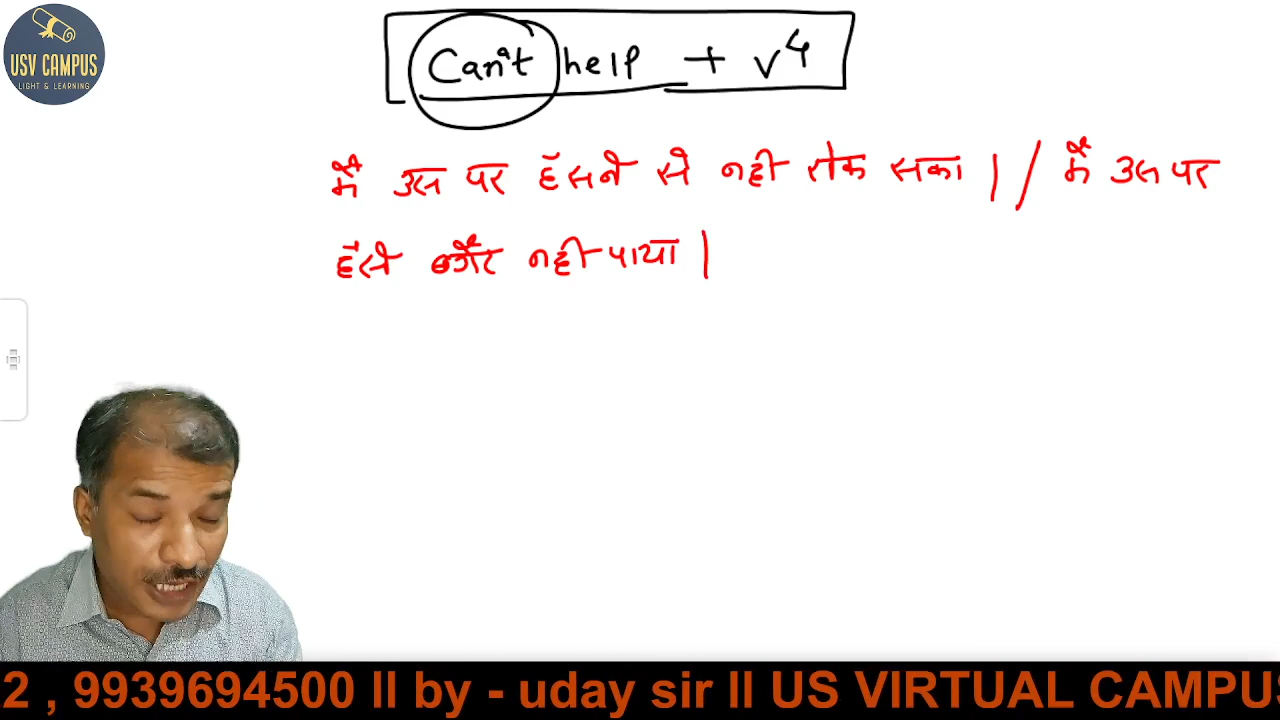 USV CAMPUS
LIGHT & LEARNING
Can't help + v4
मैं उस पर हँसने से नही रोक सका | / मैं उस पर
हँसे बगैर नही पाया |
2 , 9939694500 ll by - uday sir ll US VIRTUAL CAMPUS